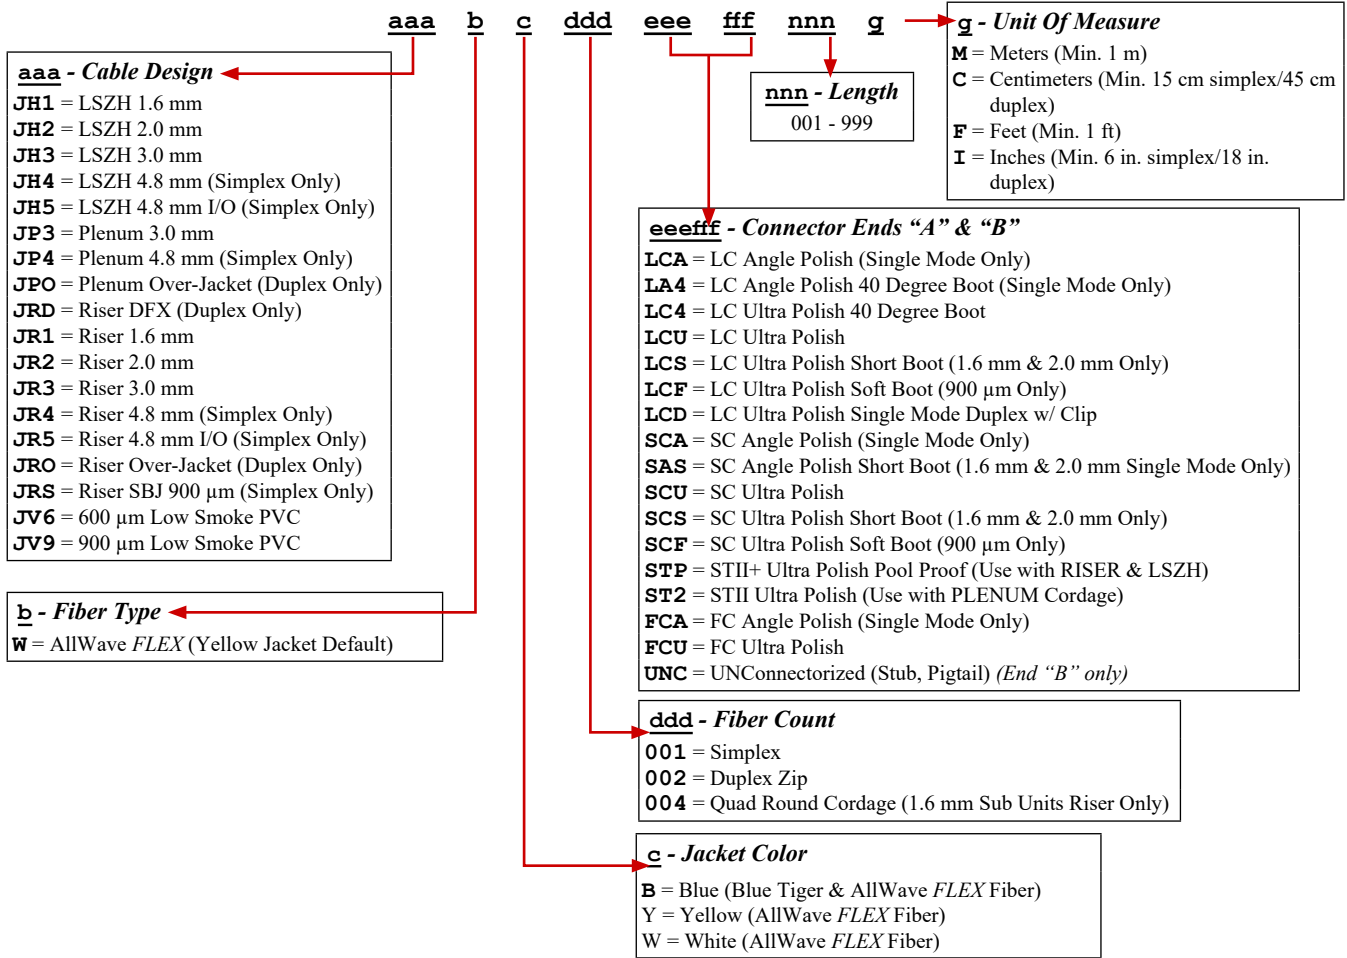 aaa b c ddd eee fff nnn g
g - Unit Of Measure
M = Meters (Min. 1 m)
C = Centimeters (Min. 15 cm simplex/45 cm
duplex)
F = Feet (Min. 1 ft)
I = Inches (Min. 6 in. simplex/18 in.
duplex)
aaa - Cable Design
JH1 = LSZH 1.6 mm
JH2 = LSZH 2.0 mm
JH3 = LSZH 3.0 mm
JH4 = LSZH 4.8 mm (Simplex Only)
JH5 = LSZH 4.8 mm I/O (Simplex Only)
JP3 = Plenum 3.0 mm
JP4 = Plenum 4.8 mm (Simplex Only)
JPO = Plenum Over-Jacket (Duplex Only)
JRD = Riser DFX (Duplex Only)
JR1 = Riser 1.6 mm
JR2 = Riser 2.0 mm
JR3 = Riser 3.0 mm
JR4 = Riser 4.8 mm (Simplex Only)
JR5 = Riser 4.8 mm I/O (Simplex Only)
JRO = Riser Over-Jacket (Duplex Only)
JRS = Riser SBJ 900 µm (Simplex Only)
JV6 = 600 µm Low Smoke PVC
JV9 = 900 µm Low Smoke PVC
nnn - Length
001 - 999
eeefff - Connector Ends “A” & “B”
LCA = LC Angle Polish (Single Mode Only)
LA4 = LC Angle Polish 40 Degree Boot (Single Mode Only)
LC4 = LC Ultra Polish 40 Degree Boot
LCU = LC Ultra Polish
LCS = LC Ultra Polish Short Boot (1.6 mm & 2.0 mm Only)
LCF = LC Ultra Polish Soft Boot (900 µm Only)
LCD = LC Ultra Polish Single Mode Duplex w/ Clip
SCA = SC Angle Polish (Single Mode Only)
SAS = SC Angle Polish Short Boot (1.6 mm & 2.0 mm Single Mode Only)
SCU = SC Ultra Polish
SCS = SC Ultra Polish Short Boot (1.6 mm & 2.0 mm Only)
SCF = SC Ultra Polish Soft Boot (900 µm Only)
STP = STII+ Ultra Polish Pool Proof (Use with RISER & LSZH)
ST2 = STII Ultra Polish (Use with PLENUM Cordage)
FCA = FC Angle Polish (Single Mode Only)
FCU = FC Ultra Polish
UNC = UNConnectorized (Stub, Pigtail) (End “B” only)
b - Fiber Type
W = AllWave FLEX (Yellow Jacket Default)
ddd - Fiber Count
001 = Simplex
002 = Duplex Zip
004 = Quad Round Cordage (1.6 mm Sub Units Riser Only)
c - Jacket Color
B = Blue (Blue Tiger & AllWave FLEX Fiber)
Y = Yellow (AllWave FLEX Fiber)
W = White (AllWave FLEX Fiber)